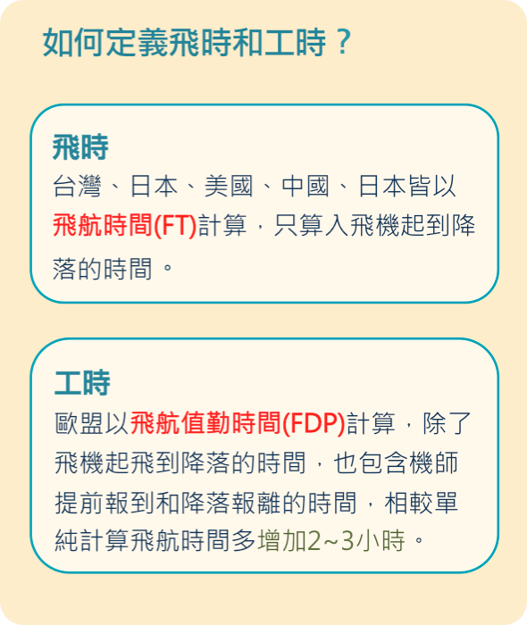 如何定義飛時和工時？
飛時
台灣、日本、美國、中國、日本皆以
飛航時間(FT)計算，只算入飛機起到降
落的時間。
工時
歐盟以飛航值勤時間(FDP)計算，除了
飛機起飛到降落的時間，也包含機師
提前報到和降落報離的時間，相較單
純計算飛航時間多增加2~3小時。